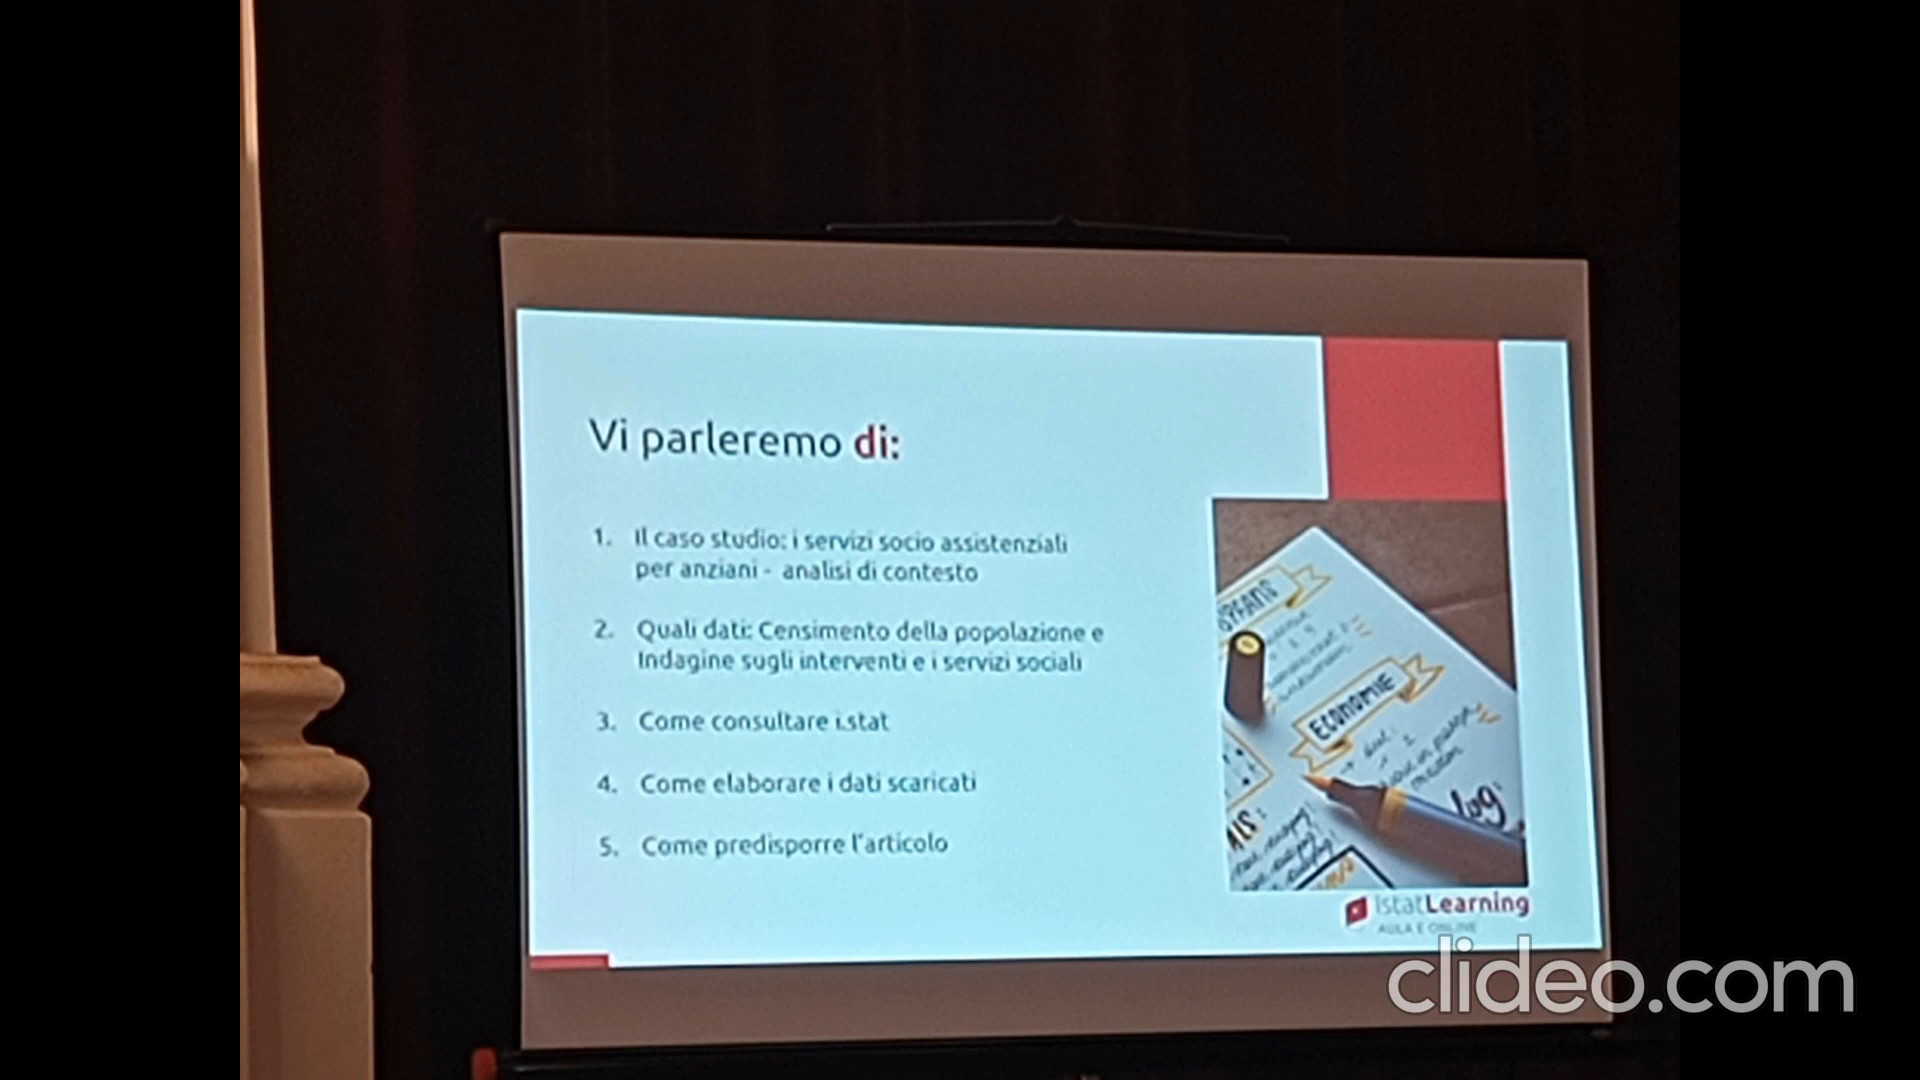 Vi parleremo di:
1. Il caso studio: i servizi socio assistenziali
per anziani - analisi di contesto
2. Quali dati: Censimento della popolazione e
Indagine sugli interventi e i servizi sociali
3. Come consultare i.stat
4. Come elaborare i dati scaricati
5. Come predisporre l'articolo
ECONOMIE
log
istatLearning
AULA E ONLINE
clideo.com